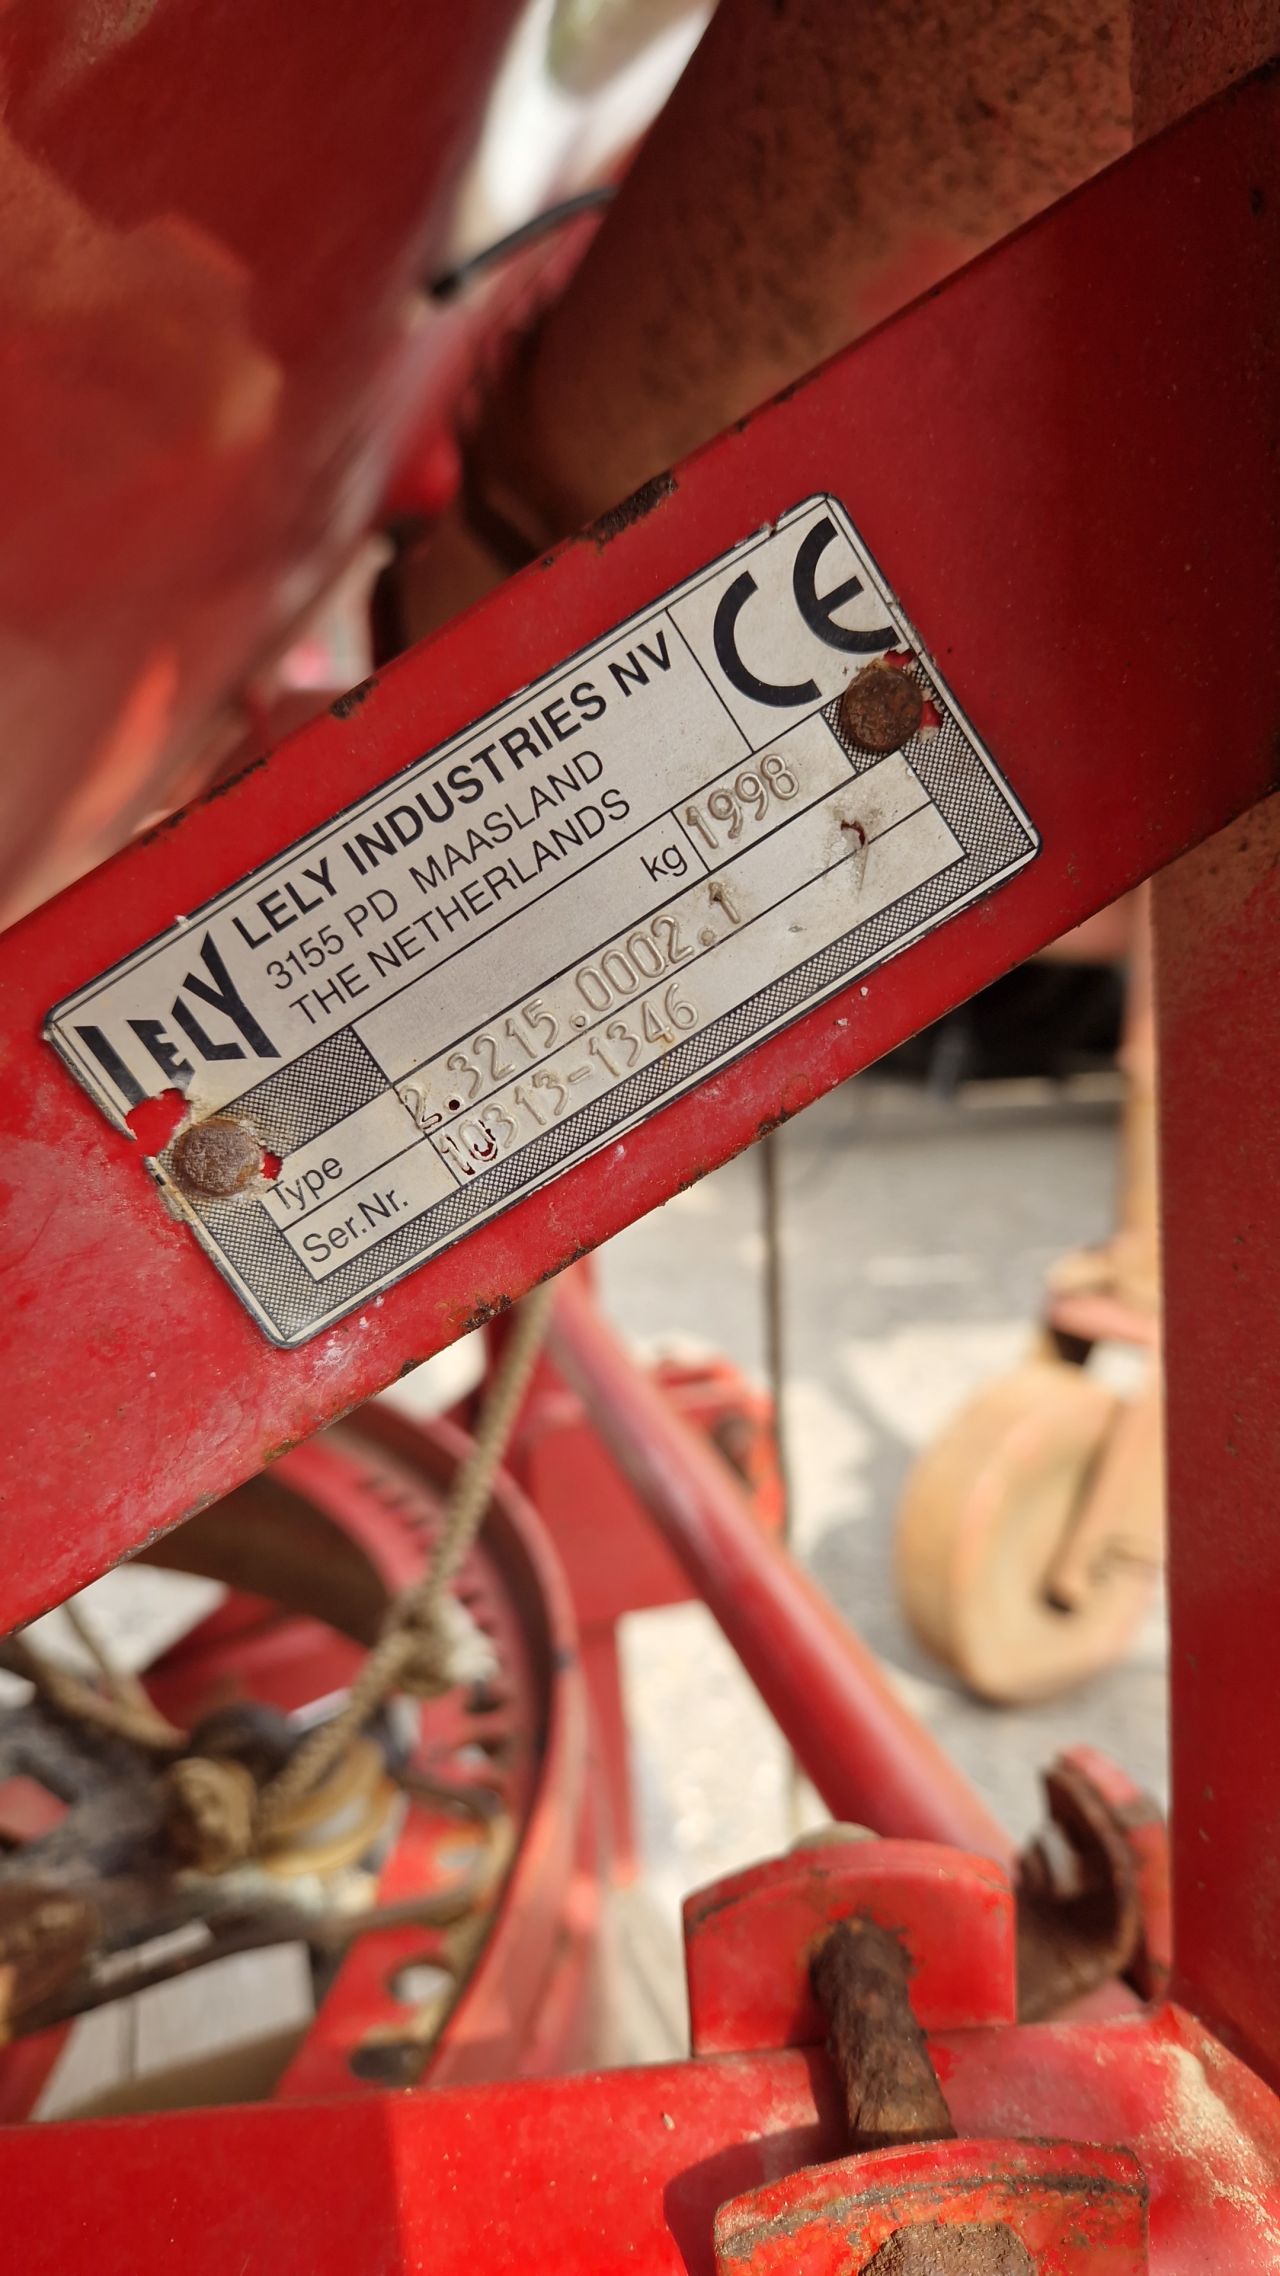 LELY
LELY INDUSTRIES NV
3155 PD MAASLAND
THE NETHERLANDS
CE
kg 1998
Type 2.3215.0002.1
Ser.Nr. 10313-1346